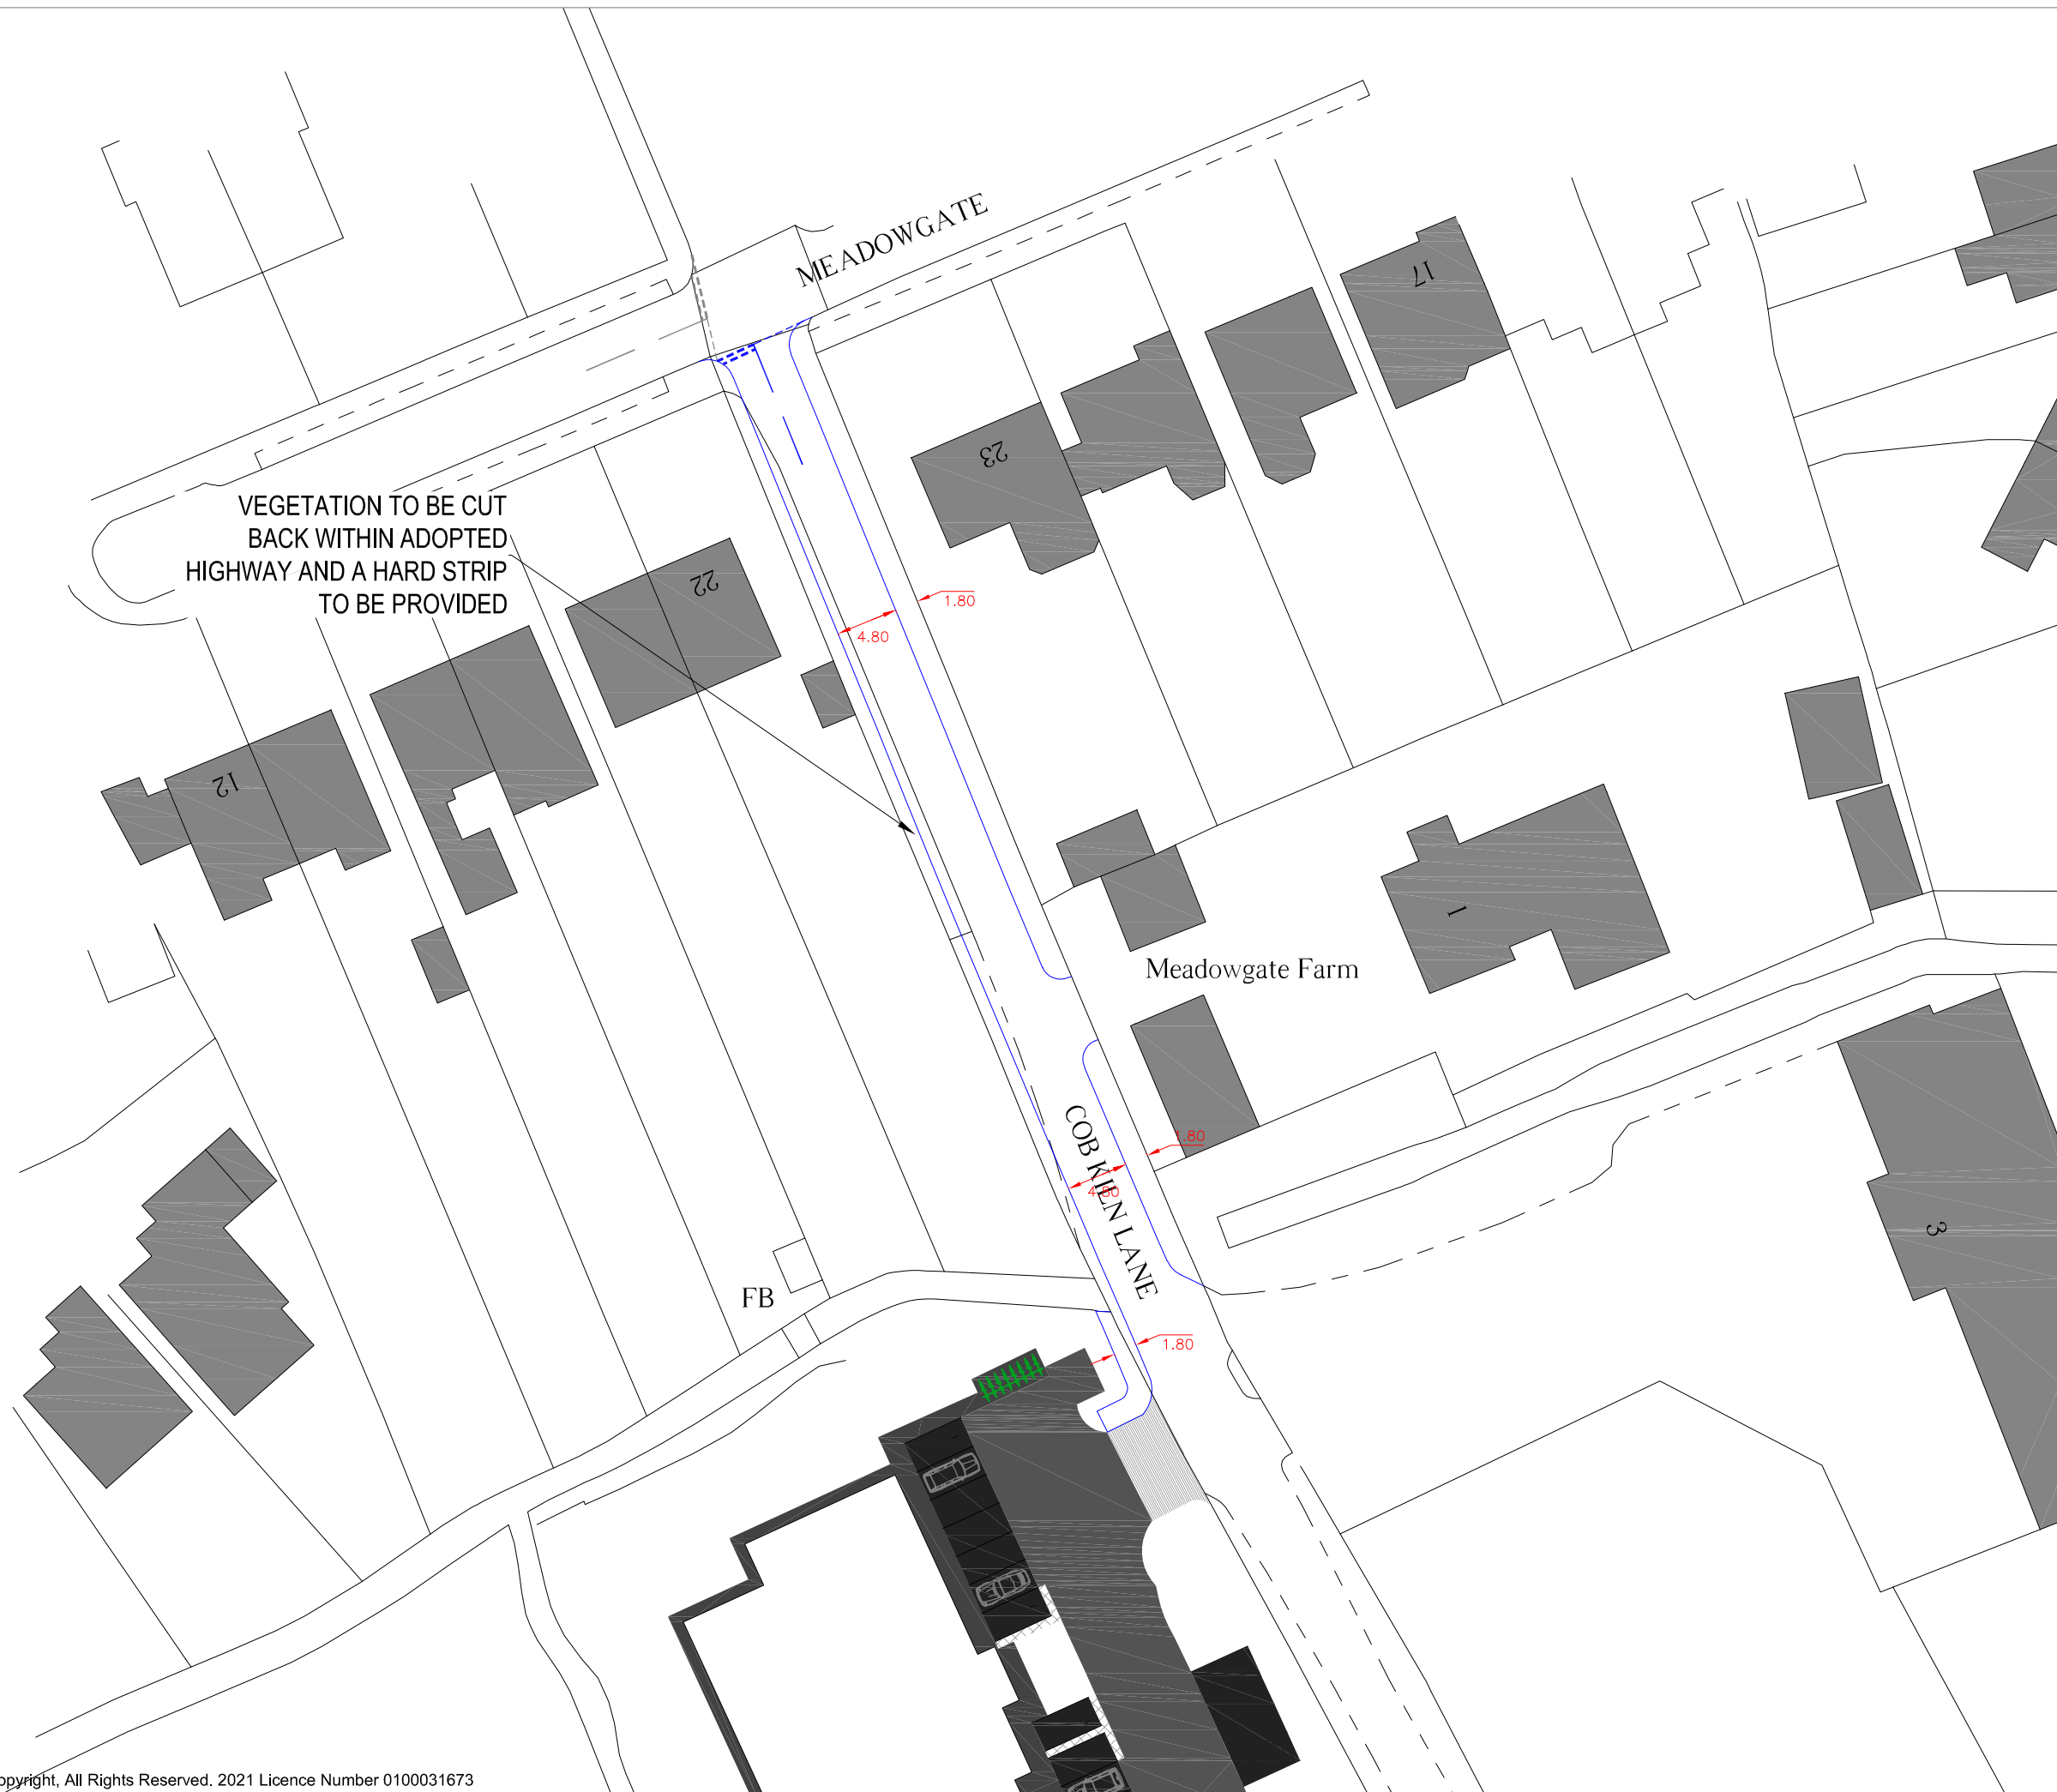 MEADOWGATE
17
23
VEGETATION TO BE CUT
BACK WITHIN ADOPTED
HIGHWAY AND A HARD STRIP
TO BE PROVIDED
22
1.80
4.80
12
1
Meadowgate Farm
COB KILN LANE
1.80
4.80
3
FB
1.80
opyright, All Rights Reserved. 2021 Licence Number 0100031673